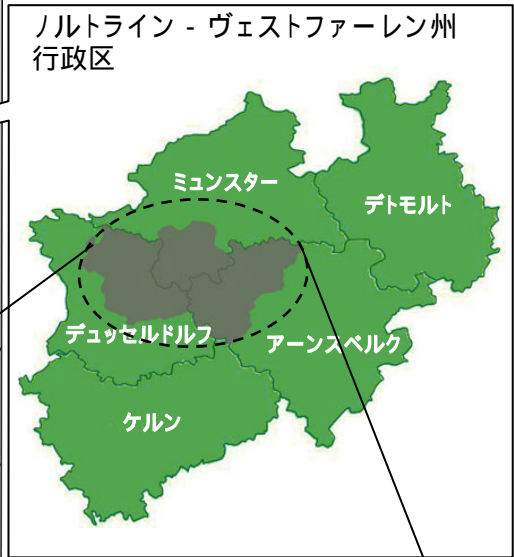 ノルトライン - ヴェストファーレン州
行政区
ミュンスター
デトモルト
デュッセルドルフ
アーンスベルク
ケルン